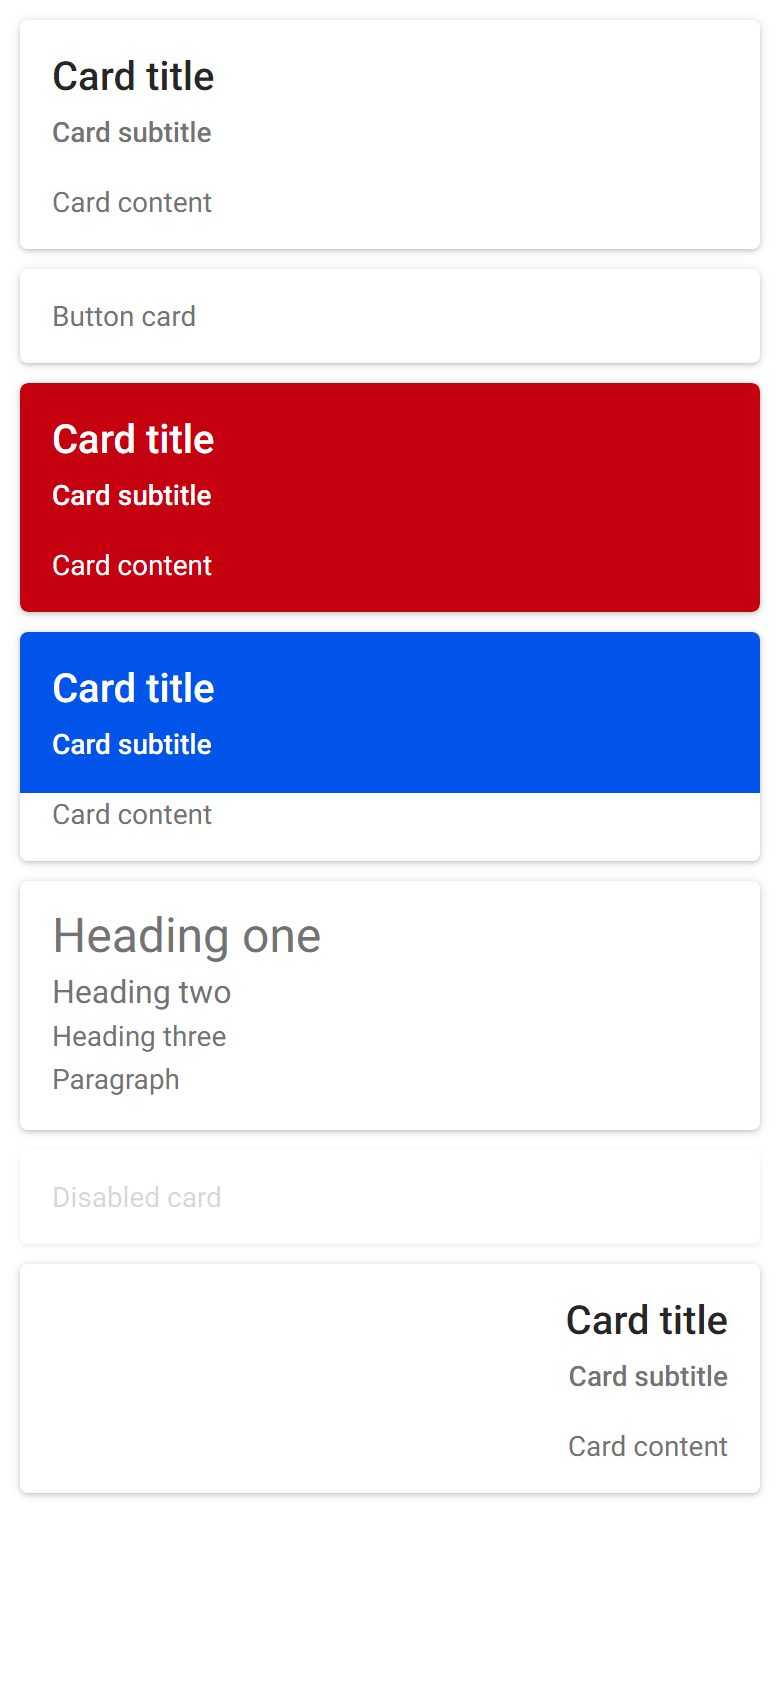 Card title
Card subtitle
Card content
Button card
Card title
Card subtitle
Card content
Card title
Card subtitle
Card content
Heading one
Heading two
Heading three
Paragraph
Disabled card
Card title
Card subtitle
Card content